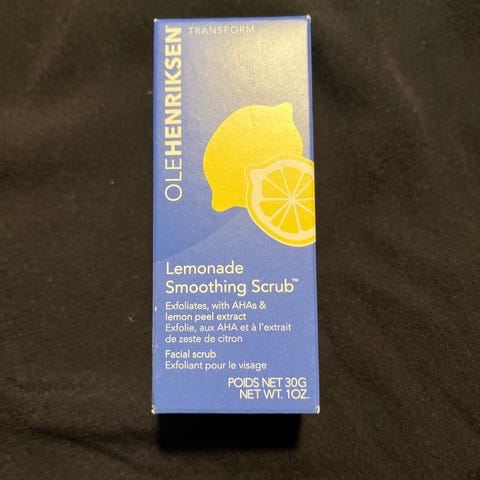 OLEHENRIKSEN®
TRANSFORM
Lemonade
Smoothing Scrub™
Exfoliates, with AHAs &
lemon peel extract
Exfolie, aux AHA et à l'extrait
de zeste de citron
Facial scrub
Exfoliant pour le visage
POIDS NET 30G
NET WT. 1OZ.